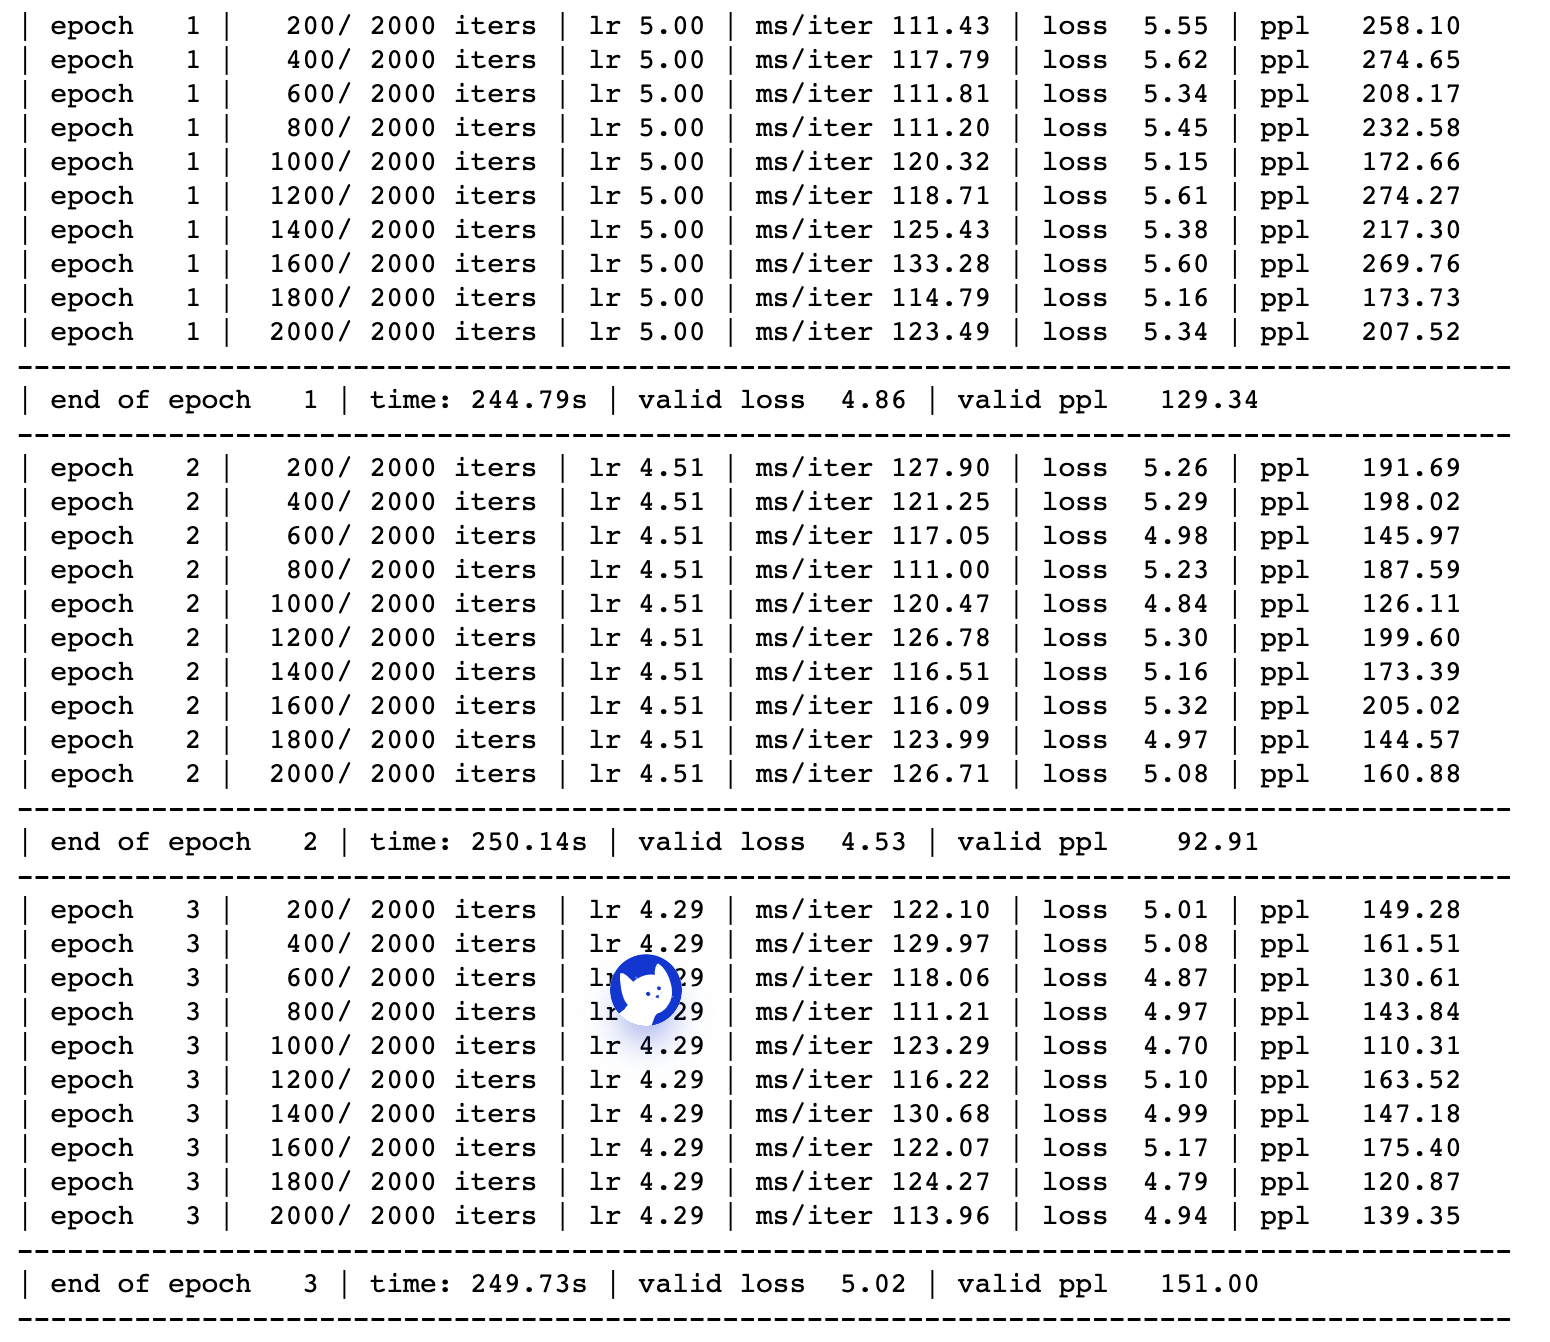 | epoch   1 |   200/ 2000 iters | lr 5.00 | ms/iter 111.43 | loss  5.55 | ppl   258.10
| epoch   1 |   400/ 2000 iters | lr 5.00 | ms/iter 117.79 | loss  5.62 | ppl   274.65
| epoch   1 |   600/ 2000 iters | lr 5.00 | ms/iter 111.81 | loss  5.34 | ppl   208.17
| epoch   1 |   800/ 2000 iters | lr 5.00 | ms/iter 111.20 | loss  5.45 | ppl   232.58
| epoch   1 |  1000/ 2000 iters | lr 5.00 | ms/iter 120.32 | loss  5.15 | ppl   172.66
| epoch   1 |  1200/ 2000 iters | lr 5.00 | ms/iter 118.71 | loss  5.61 | ppl   274.27
| epoch   1 |  1400/ 2000 iters | lr 5.00 | ms/iter 125.43 | loss  5.38 | ppl   217.30
| epoch   1 |  1600/ 2000 iters | lr 5.00 | ms/iter 133.28 | loss  5.60 | ppl   269.76
| epoch   1 |  1800/ 2000 iters | lr 5.00 | ms/iter 114.79 | loss  5.16 | ppl   173.73
| epoch   1 |  2000/ 2000 iters | lr 5.00 | ms/iter 123.49 | loss  5.34 | ppl   207.52
-----------------------------------------------------------------------------------------
| end of epoch   1 | time: 244.79s | valid loss  4.86 | valid ppl   129.34
-----------------------------------------------------------------------------------------
| epoch   2 |   200/ 2000 iters | lr 4.51 | ms/iter 127.90 | loss  5.26 | ppl   191.69
| epoch   2 |   400/ 2000 iters | lr 4.51 | ms/iter 121.25 | loss  5.29 | ppl   198.02
| epoch   2 |   600/ 2000 iters | lr 4.51 | ms/iter 117.05 | loss  4.98 | ppl   145.97
| epoch   2 |   800/ 2000 iters | lr 4.51 | ms/iter 111.00 | loss  5.23 | ppl   187.59
| epoch   2 |  1000/ 2000 iters | lr 4.51 | ms/iter 120.47 | loss  4.84 | ppl   126.11
| epoch   2 |  1200/ 2000 iters | lr 4.51 | ms/iter 126.78 | loss  5.30 | ppl   199.60
| epoch   2 |  1400/ 2000 iters | lr 4.51 | ms/iter 116.51 | loss  5.16 | ppl   173.39
| epoch   2 |  1600/ 2000 iters | lr 4.51 | ms/iter 116.09 | loss  5.32 | ppl   205.02
| epoch   2 |  1800/ 2000 iters | lr 4.51 | ms/iter 123.99 | loss  4.97 | ppl   144.57
| epoch   2 |  2000/ 2000 iters | lr 4.51 | ms/iter 126.71 | loss  5.08 | ppl   160.88
-----------------------------------------------------------------------------------------
| end of epoch   2 | time: 250.14s | valid loss  4.53 | valid ppl    92.91
-----------------------------------------------------------------------------------------
| epoch   3 |   200/ 2000 iters | lr 4.29 | ms/iter 122.10 | loss  5.01 | ppl   149.28
| epoch   3 |   400/ 2000 iters | lr 4.29 | ms/iter 129.97 | loss  5.08 | ppl   161.51
| epoch   3 |   600/ 2000 iters | lr 29 | ms/iter 118.06 | loss  4.87 | ppl   130.61
| epoch   3 |   800/ 2000 iters | lr 29 | ms/iter 111.21 | loss  4.97 | ppl   143.84
| epoch   3 |  1000/ 2000 iters | lr 4.29 | ms/iter 123.29 | loss  4.70 | ppl   110.31
| epoch   3 |  1200/ 2000 iters | lr 4.29 | ms/iter 116.22 | loss  5.10 | ppl   163.52
| epoch   3 |  1400/ 2000 iters | lr 4.29 | ms/iter 130.68 | loss  4.99 | ppl   147.18
| epoch   3 |  1600/ 2000 iters | lr 4.29 | ms/iter 122.07 | loss  5.17 | ppl   175.40
| epoch   3 |  1800/ 2000 iters | lr 4.29 | ms/iter 124.27 | loss  4.79 | ppl   120.87
| epoch   3 |  2000/ 2000 iters | lr 4.29 | ms/iter 113.96 | loss  4.94 | ppl   139.35
-----------------------------------------------------------------------------------------
| end of epoch   3 | time: 249.73s | valid loss  5.02 | valid ppl   151.00
-----------------------------------------------------------------------------------------